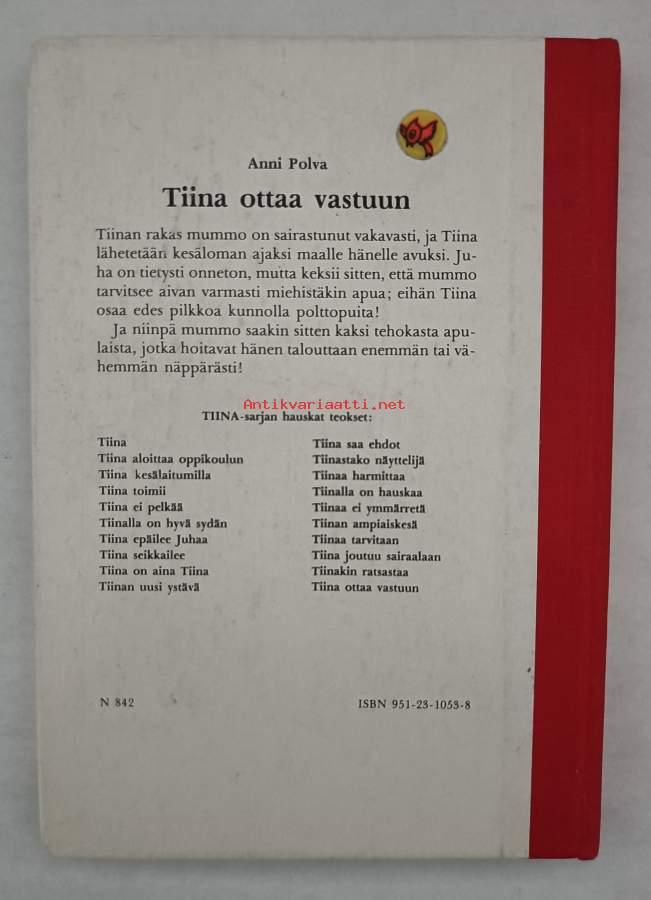 Anni Polva
Tiina ottaa vastuun
Tiinan rakas mummo on sairastunut vakavasti, ja Tiina
lähetetään kesäloman ajaksi maalle hänelle avuksi. Ju-
ha on tietysti onneton, mutta keksii sitten, että mummo
tarvitsee aivan varmasti miehistäkin apua; eihän Tiina
osaa edes pilkkoa kunnolla polttopuita!
Ja niinpä mummo saakin sitten kaksi tehokasta apu-
laista, jotka hoitavat hänen talouttaan enemmän tai vä-
hemmän näppärästi!
Antikvariaatti.net
TIINA-sarjan hauskat teokset:
Tiina
Tiina aloittaa oppikoulun
Tiina kesälaitumilla
Tiina toimii
Tiina ei pelkää
Tiinalla on hyvä sydän
Tiina epäilee Juhaa
Tiina seikkailee
Tiina on aina Tiina
Tiinan uusi ystävä
Tiina saa ehdot
Tiinastako näyttelijä
Tiinaa harmittaa
Tiinalla on hauskaa
Tiinaa ei ymmärretä
Tiinan ampiaiskesä
Tiinaa tarvitaan
Tiina joutuu sairaalaan
Tiinakin ratsastaa
Tiina ottaa vastuun
N 842
ISBN 951-23-1053-8